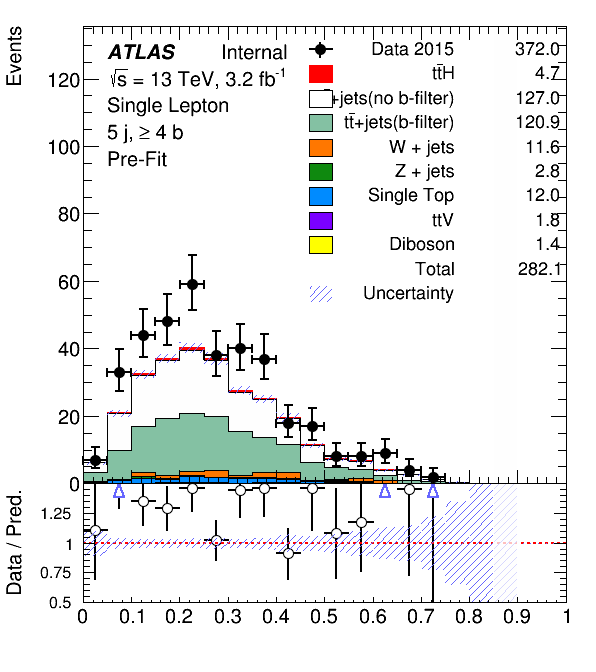 Events
ATLAS Internal
√s = 13 TeV, 3.2 fb-1
Single Lepton
5 j, ≥ 4 b
Pre-Fit
Data 2015 372.0
tt̄H 4.7
+jets(no b-filter) 127.0
tt̄+jets(b-filter) 120.9
W + jets 11.6
Z + jets 2.8
Single Top 12.0
ttV 1.8
Diboson 1.4
Total 282.1
Uncertainty
120
100
80
60
40
20
0
Data / Pred.
1.25
1
0.75
0.5
0 0.1 0.2 0.3 0.4 0.5 0.6 0.7 0.8 0.9 1